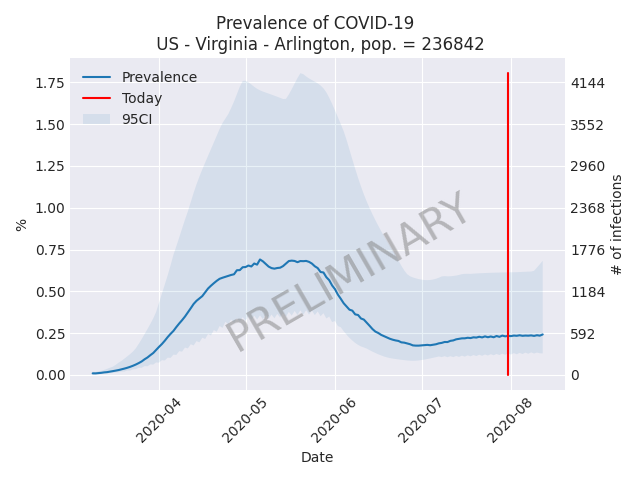 Prevalence of COVID-19
US - Virginia - Arlington, pop. = 236842
Prevalence
Today
95CI
1.75
1.50
1.25
1.00
0.75
0.50
0.25
0.00
%
4144
3552
2960
2368
1776
1184
592
0
# of infections
PRELIMINARY
2020-04
2020-05
2020-06
2020-07
2020-08
Date